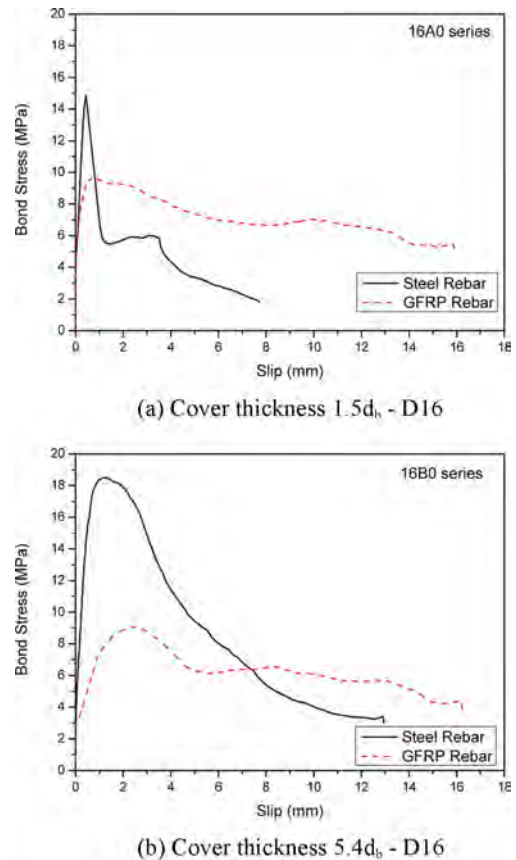 20
16A0 series
18
16
14
12
Bond Stress (MPa)
10
8
6
4
Steel Rebar
2
GFRP Rebar
0
0 2 4 6 8 10 12 14 16 18
Slip (mm)
(a) Cover thickness 1.5d_b - D16
20
16B0 series
18
16
14
12
Bond Stress (MPa)
10
8
6
4
Steel Rebar
2
GFRP Rebar
0
0 2 4 6 8 10 12 14 16 18
Slip (mm)
(b) Cover thickness 5.4d_b - D16